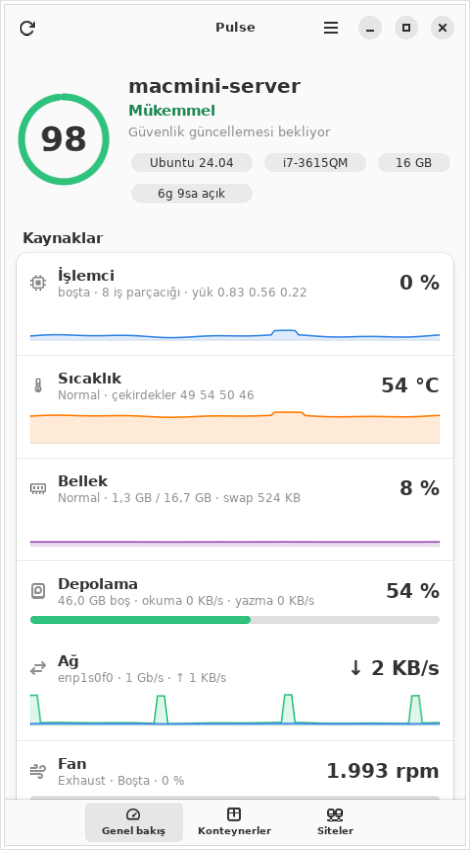 Pulse
macmini-server
98
Mükemmel
Güvenlik güncellemesi bekliyor
Ubuntu 24.04
i7-3615QM
16 GB
6g 9sa açık
Kaynaklar
İşlemci
0 %
boşta · 8 iş parçacığı · yük 0.83 0.56 0.22
Sıcaklık
54 °C
Normal · çekirdekler 49 54 50 46
Bellek
8 %
Normal · 1,3 GB / 16,7 GB · swap 524 KB
Depolama
54 %
46,0 GB boş · okuma 0 KB/s · yazma 0 KB/s
Ağ
↓ 2 KB/s
enp1s0f0 · 1 Gb/s · ↑ 1 KB/s
Fan
1.993 rpm
Exhaust · Boşta · 0 %
Genel bakış
Konteynerler
Siteler